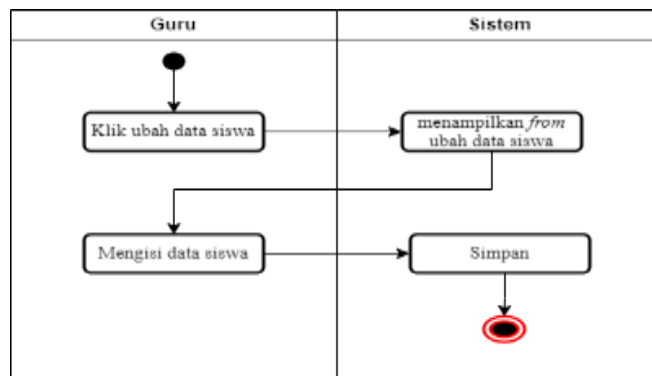 Guru
Sistem
Klik ubah data siswa
menampilkan from
ubah data siswa
Mengisi data siswa
Simpan